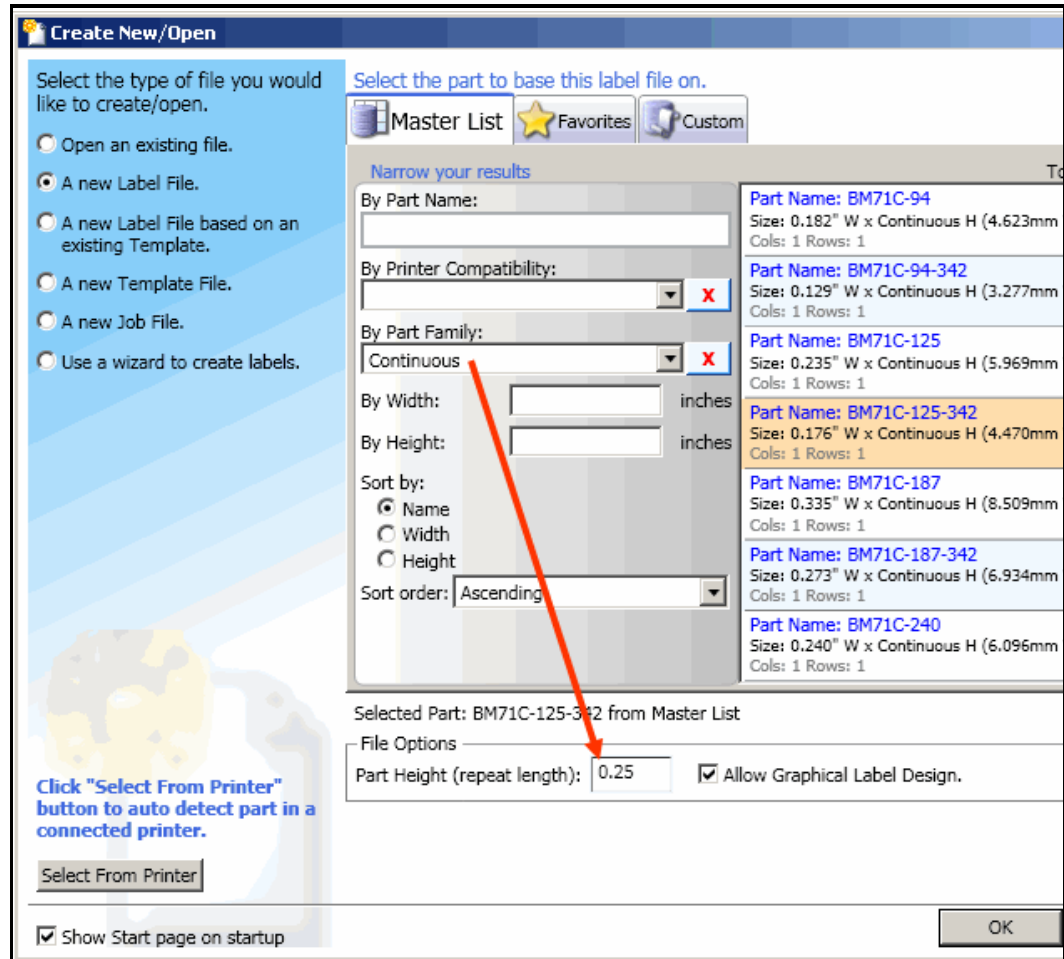 Create New/Open
Select the type of file you would
like to create/open.
Open an existing file.
A new Label File.
A new Label File based on an
existing Template.
A new Template File.
A new Job File.
Use a wizard to create labels.
Click "Select From Printer"
button to auto detect part in a
connected printer.
Select From Printer
Show Start page on startup
Select the part to base this label file on.
Master List
Favorites
Custom
Narrow your results
By Part Name:
By Printer Compatibility:
X
By Part Family:
Continuous
X
By Width: inches
By Height: inches
Sort by:
Name
Width
Height
Sort order: Ascending
Part Name: BM71C-94
Size: 0.182" W x Continuous H (4.623mm
Cols: 1 Rows: 1
Part Name: BM71C-94-342
Size: 0.129" W x Continuous H (3.277mm
Cols: 1 Rows: 1
Part Name: BM71C-125
Size: 0.235" W x Continuous H (5.969mm
Cols: 1 Rows: 1
Part Name: BM71C-125-342
Size: 0.176" W x Continuous H (4.470mm
Cols: 1 Rows: 1
Part Name: BM71C-187
Size: 0.335" W x Continuous H (8.509mm
Cols: 1 Rows: 1
Part Name: BM71C-187-342
Size: 0.273" W x Continuous H (6.934mm
Cols: 1 Rows: 1
Part Name: BM71C-240
Size: 0.240" W x Continuous H (6.096mm
Cols: 1 Rows: 1
Selected Part: BM71C-125-342 from Master List
File Options
Part Height (repeat length): 0.25
Allow Graphical Label Design.
OK